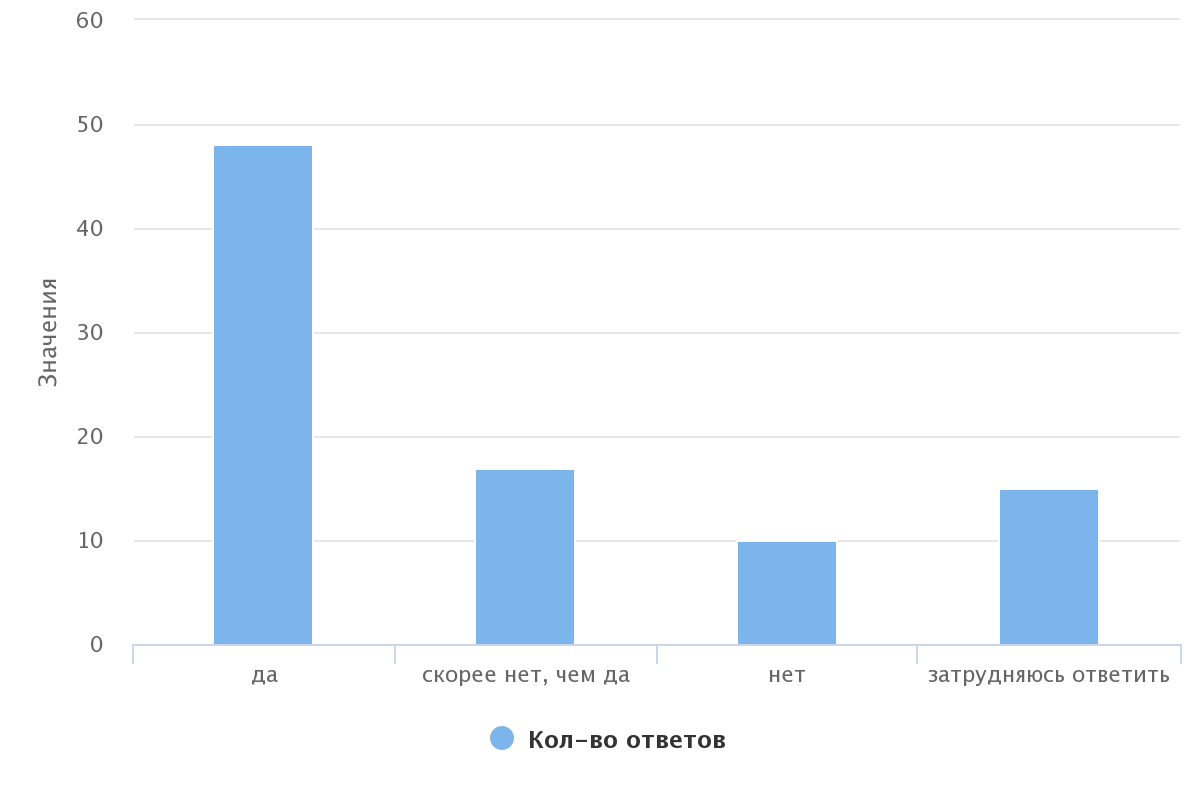 60
50
40
30
20
10
0
Значения
да
скорее нет, чем да
нет
затрудняюсь ответить
Кол-во ответов